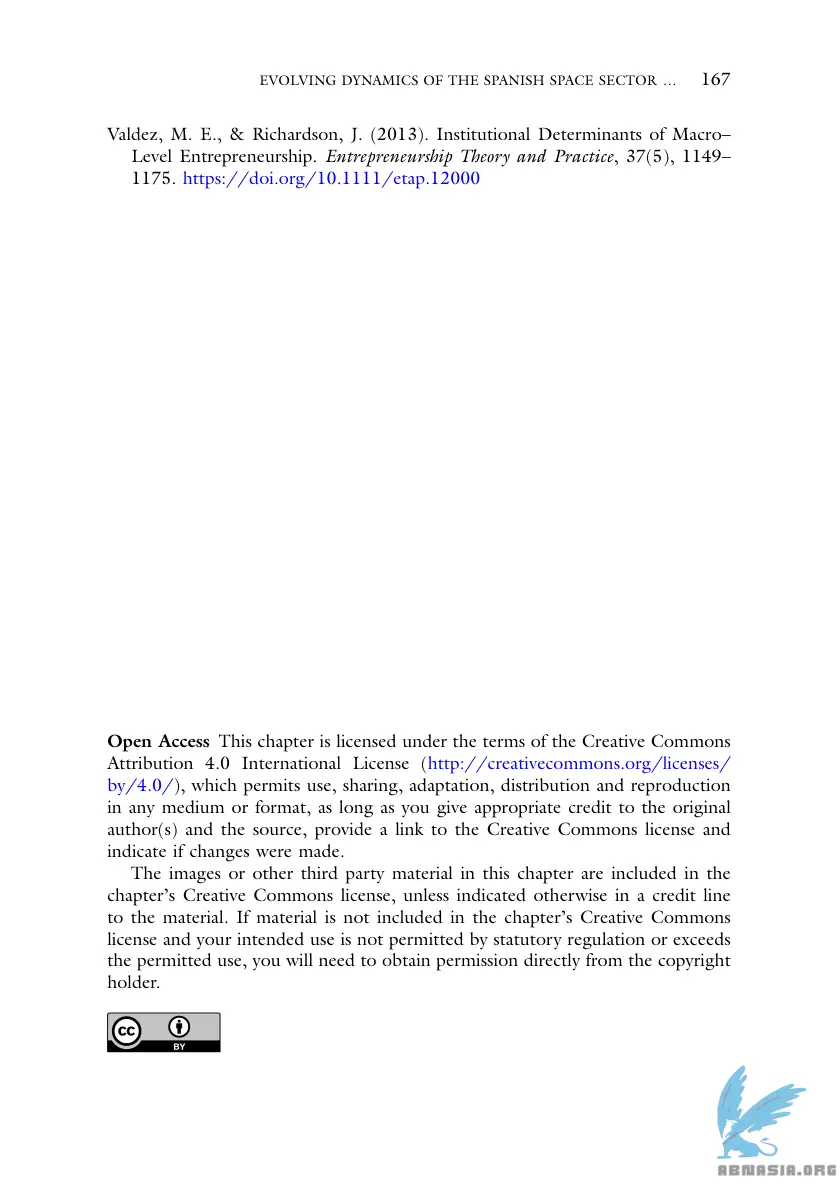 EVOLVING DYNAMICS OF THE SPANISH SPACE SECTOR … 167
Valdez, M. E., & Richardson, J. (2013). Institutional Determinants of Macro–
Level Entrepreneurship. Entrepreneurship Theory and Practice, 37(5), 1149–
1175. https://doi.org/10.1111/etap.12000
Open Access This chapter is licensed under the terms of the Creative Commons
Attribution 4.0 International License (http://creativecommons.org/licenses/
by/4.0/), which permits use, sharing, adaptation, distribution and reproduction
in any medium or format, as long as you give appropriate credit to the original
author(s) and the source, provide a link to the Creative Commons license and
indicate if changes were made.
The images or other third party material in this chapter are included in the
chapter’s Creative Commons license, unless indicated otherwise in a credit line
to the material. If material is not included in the chapter’s Creative Commons
license and your intended use is not permitted by statutory regulation or exceeds
the permitted use, you will need to obtain permission directly from the copyright
holder.
cc
BY
ABNASIA.ORG